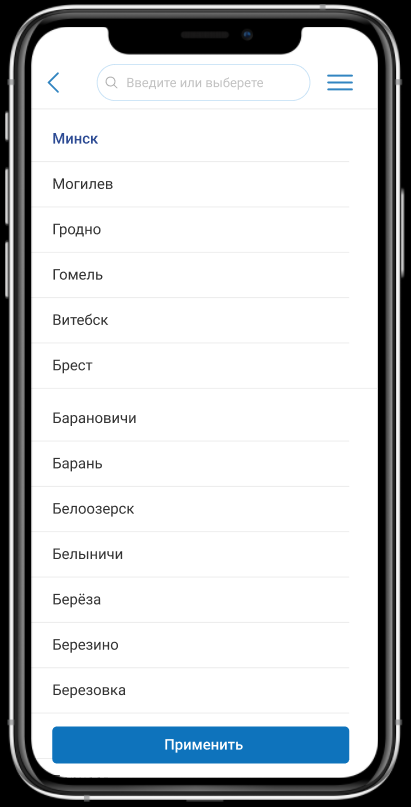 Введите или выберете
Минск
Могилев
Гродно
Гомель
Витебск
Брест
Барановичи
Барань
Белоозерск
Белыничи
Берёза
Березино
Березовка
Применить